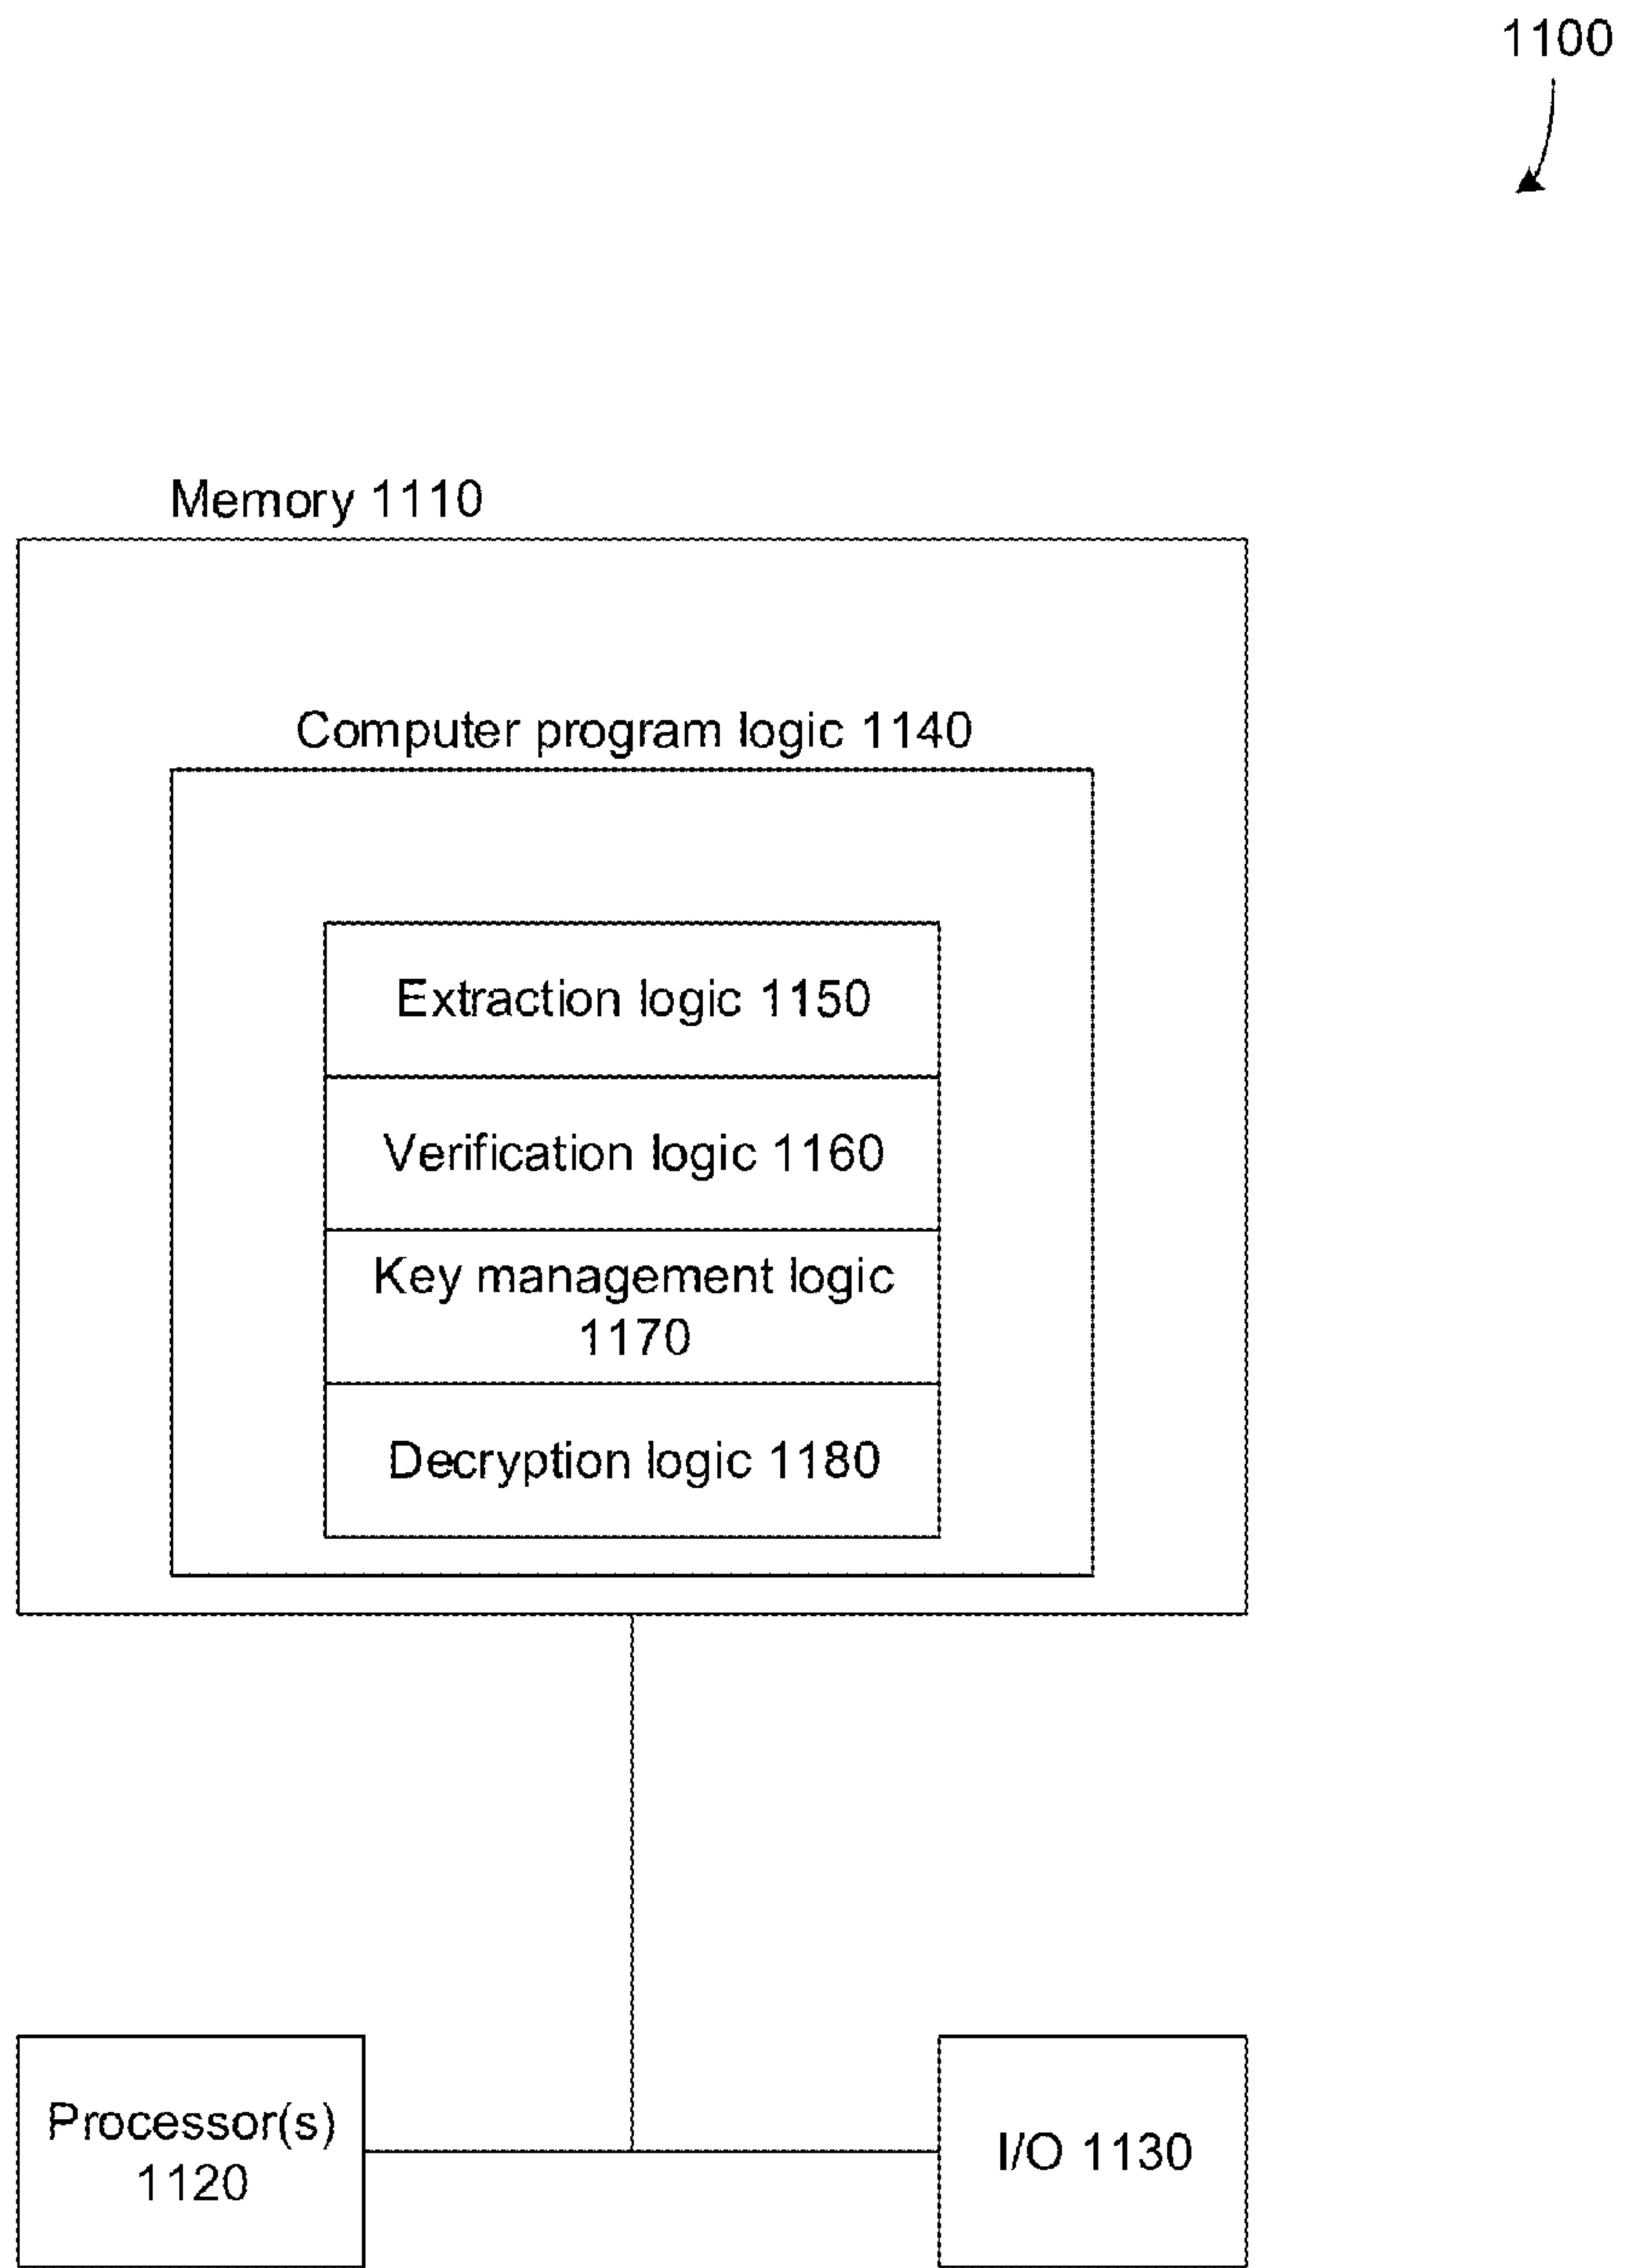 1100
Memory 1110
Computer program logic 1140
Extraction logic 1150
Verification logic 1160
Key management logic
1170
Decryption logic 1180
Processor(s)
1120
I/O 1130